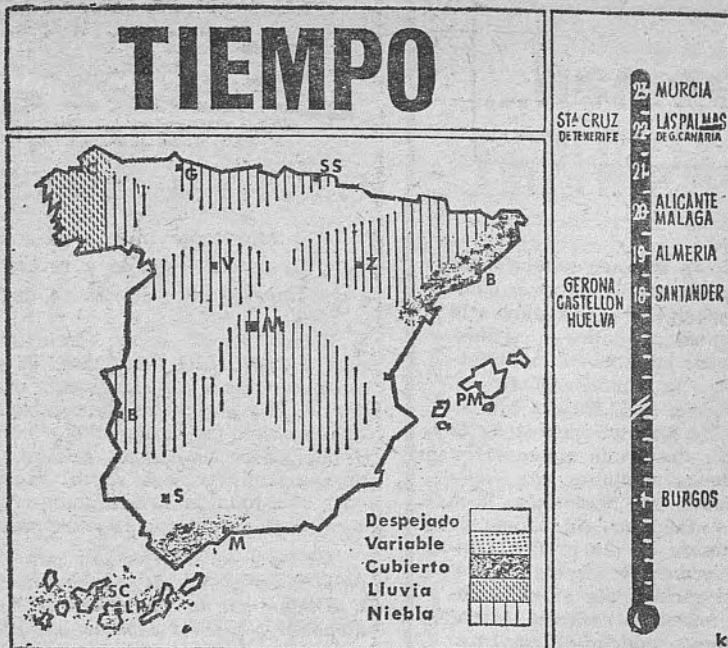 TIEMPO
C G SS
V Z B
M
PM
B
S
M
SC
LP
Despejado
Variable
Cubierto
Lluvia
Niebla
23 MURCIA
STA CRUZ DE TENERIFE 22 LAS PALMAS DE G. CANARIA
21
20 ALICANTE
MALAGA
19 ALMERIA
GERONA
CASTELLON
HUELVA
18 SANTANDER
BURGOS
k